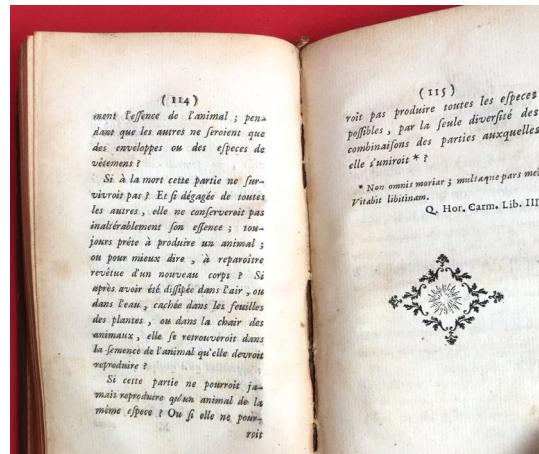 ( 114 )
ment l'eſſence de l'animal ; pen-
dant que les autres ne ſeroient que
des enveloppes ou des eſpeces de
vêtemens ?
Si à la mort cette partie ne ſur-
vivroit pas ? Et ſi dégagée de toutes
les autres , elle ne conſerveroit pas
inaltérablement ſon eſſence ; tou-
jours prête à produire un animal ;
ou pour mieux dire , à reparoître
revêtue d'un nouveau corps ? Si
après avoir été diſſipée dans l'air , ou
dans l'eau , cachée dans les feuilles
des plantes , ou dans la chair des
animaux , elle ſe retrouveroit dans
la ſemence de l'animal qu'elle devroit
reproduire ?
Si cette partie ne pourroit ja-
mais reproduire qu'un animal de la
même eſpece ? Ou ſi elle ne pour-
roit
( 115 )
roit pas produire toutes les eſpeces
poſſibles , par la ſeule diverſité des
combinaiſons des parties auxquelles
elle s'uniroit * ?
* Non omnis moriar ; multaque pars mei
Vitabit libitinam.
Q. Hor. Carm. Lib. III